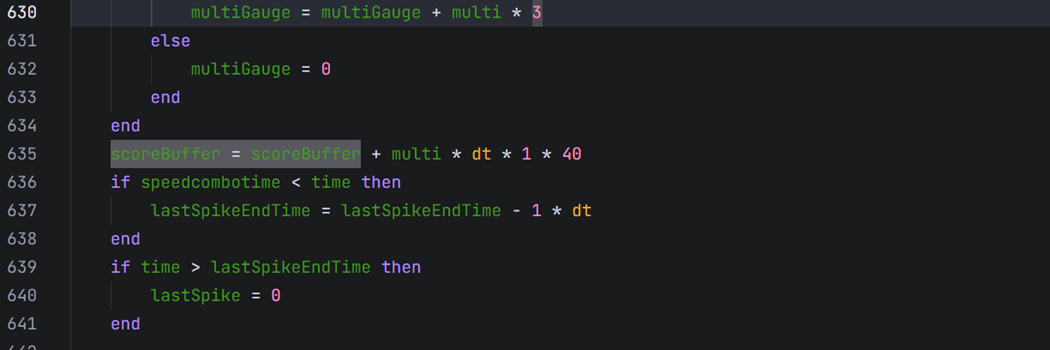 630 multiGauge = multiGauge + multi * 3
631 else
632 multiGauge = 0
633 end
634 end
635 scoreBuffer = scoreBuffer + multi * dt * 1 * 40
636 if speedcombotime < time then
637 lastSpikeEndTime = lastSpikeEndTime - 1 * dt
638 end
639 if time > lastSpikeEndTime then
640 lastSpike = 0
641 end